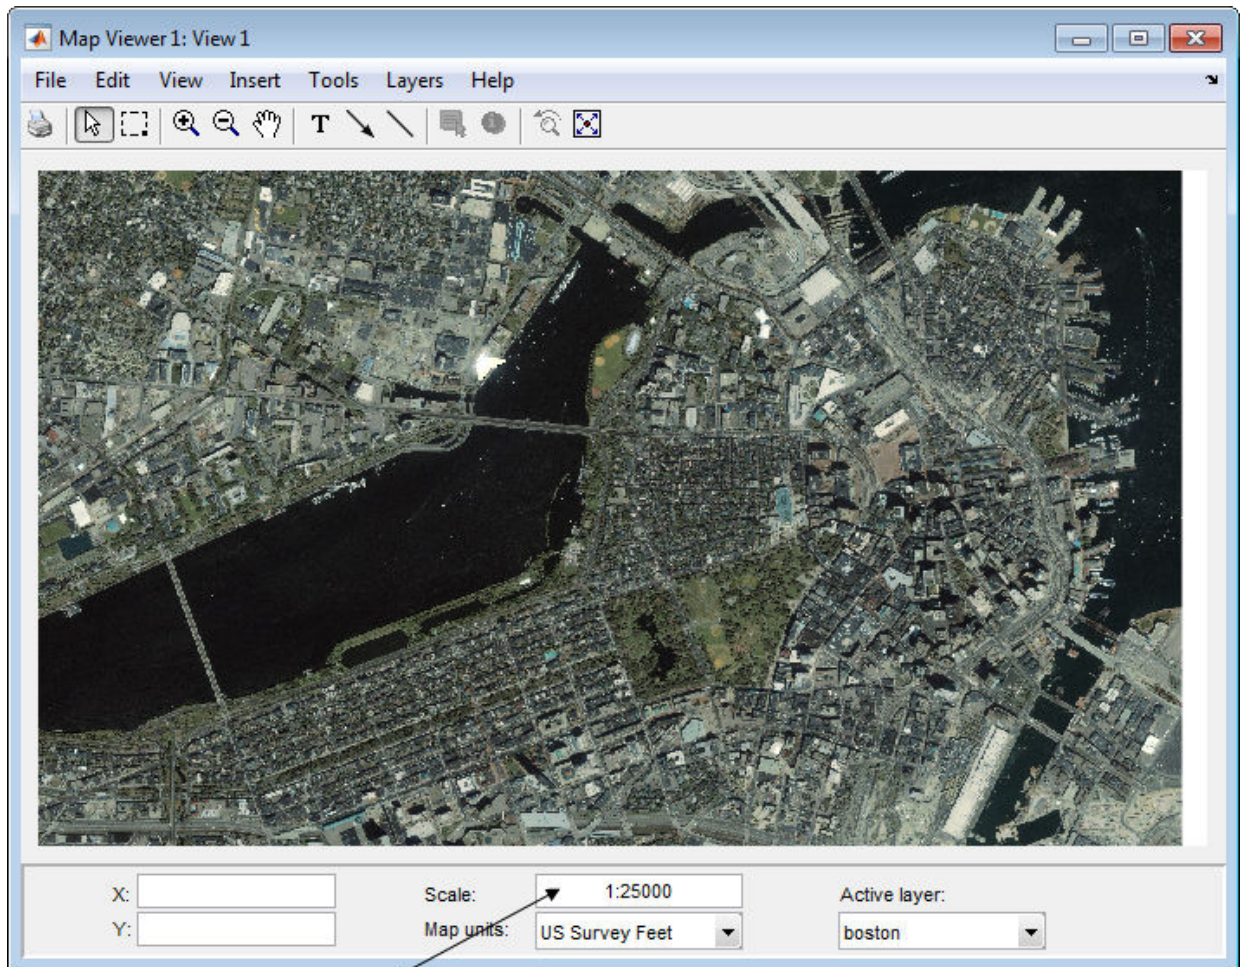 Map Viewer 1: View 1
File Edit View Insert Tools Layers Help
T
X:
Scale: 1:25000
Active layer:
Y:
Map units: US Survey Feet
boston